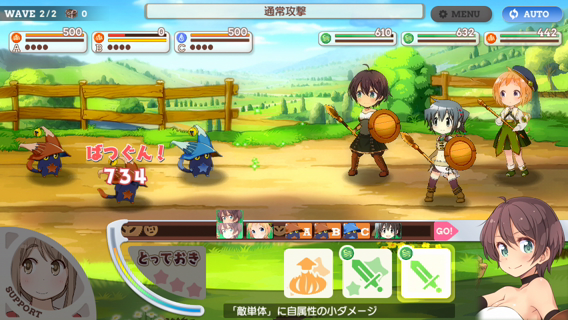 WAVE 2/2 0
通常攻撃
MENU
AUTO
500 0 500 610 632 442
A B C
ばつぐん!
734
A B C GO!
とっておき
SUPPORT
「敵単体」に自属性の小ダメージ